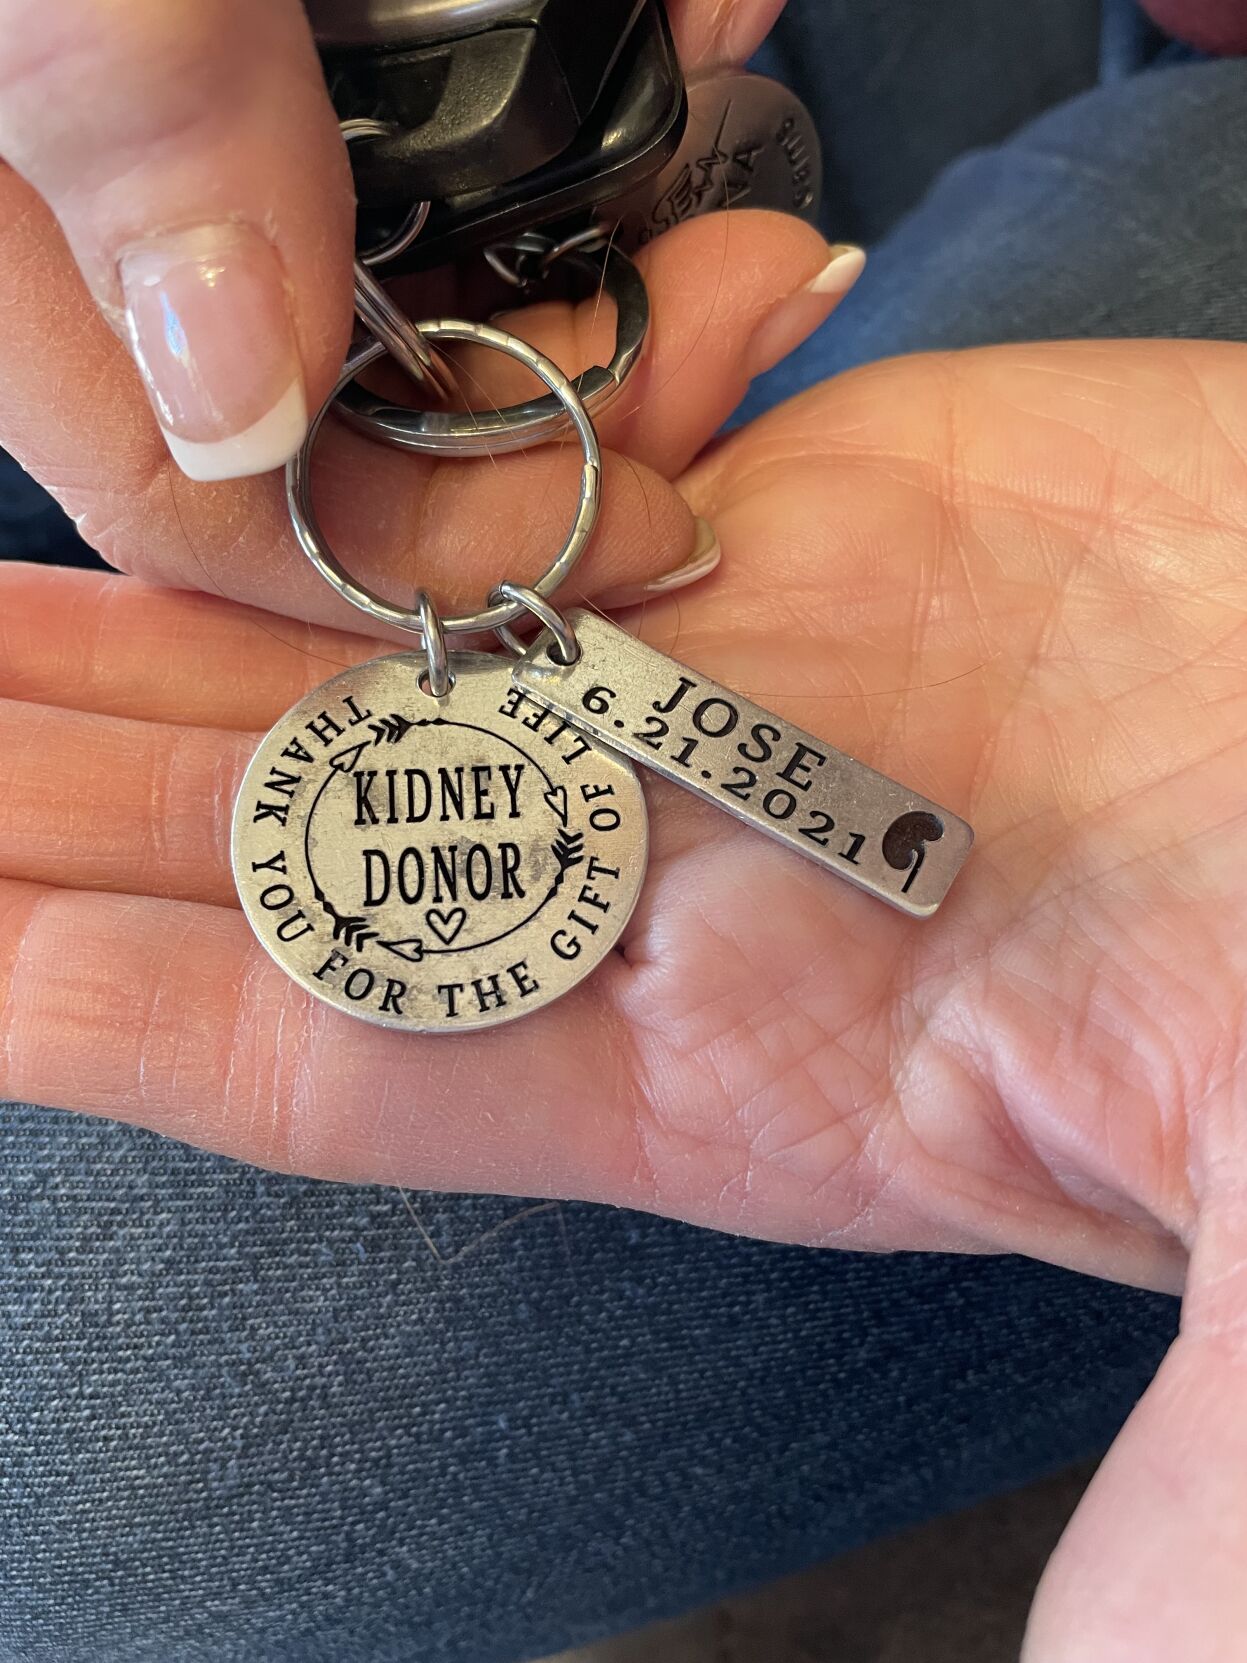 KIDNEY
DONOR
THANK YOU FOR THE GIFT OF LIFE
JOSE
6.21.2021